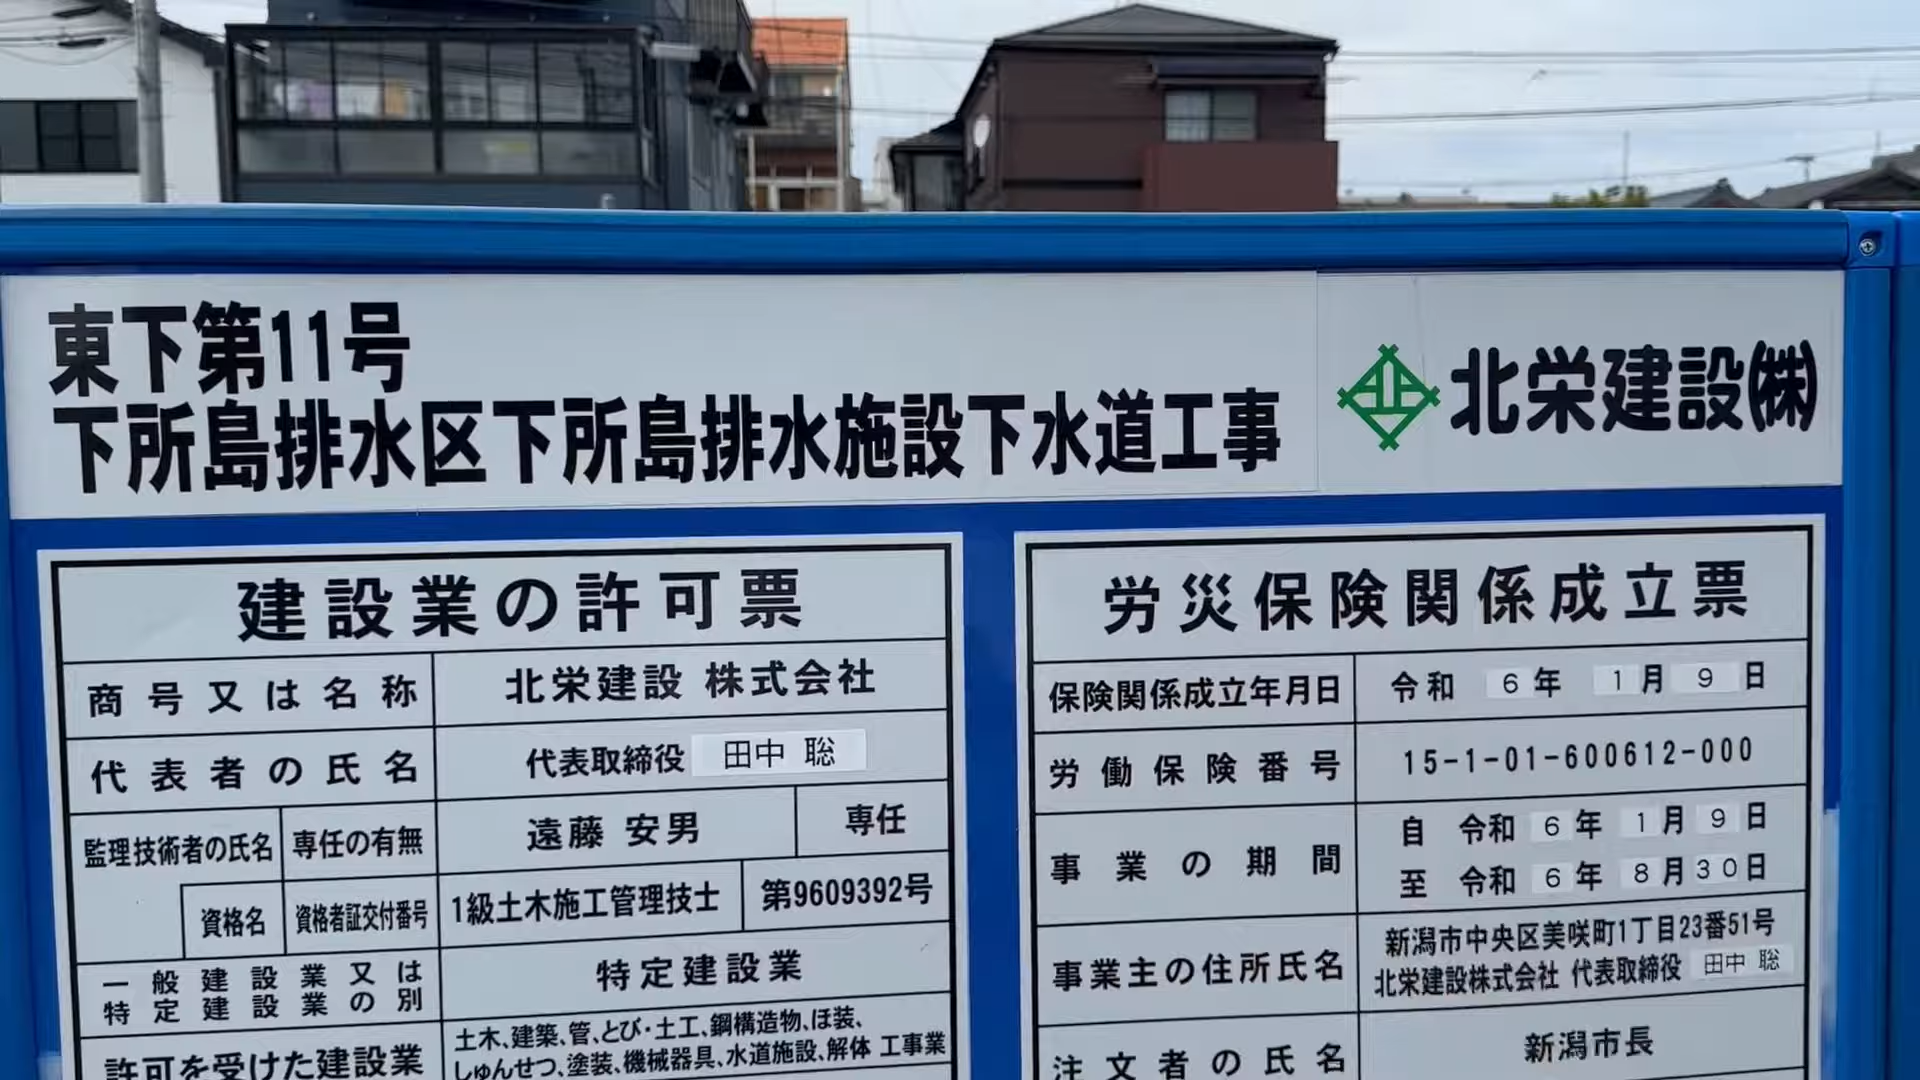 東下第11号
下所島排水区下所島排水施設下水道工事
北栄建設㈱
建設業の許可票
商号又は名称
北栄建設 株式会社
代表者の氏名
代表取締役 田中 聡
監理技術者の氏名
専任の有無
遠藤 安男
専任
資格名
資格者証交付番号
1級土木施工管理技士
第9609392号
一般建設業又は
特定建設業の別
特定建設業
許可を受けた建設業
土木、建築、管、とび・土工、鋼構造物、ほ装、
しゅんせつ、塗装、機械器具、水道施設、解体 工事業
労災保険関係成立票
保険関係成立年月日
令和 6年 1月 9日
労働保険番号
15-1-01-600612-000
事業の期間
自 令和 6年 1月 9日
至 令和 6年 8月30日
事業主の住所氏名
新潟市中央区美咲町1丁目23番51号
北栄建設株式会社 代表取締役 田中 聡
注文者の氏名
新潟市長